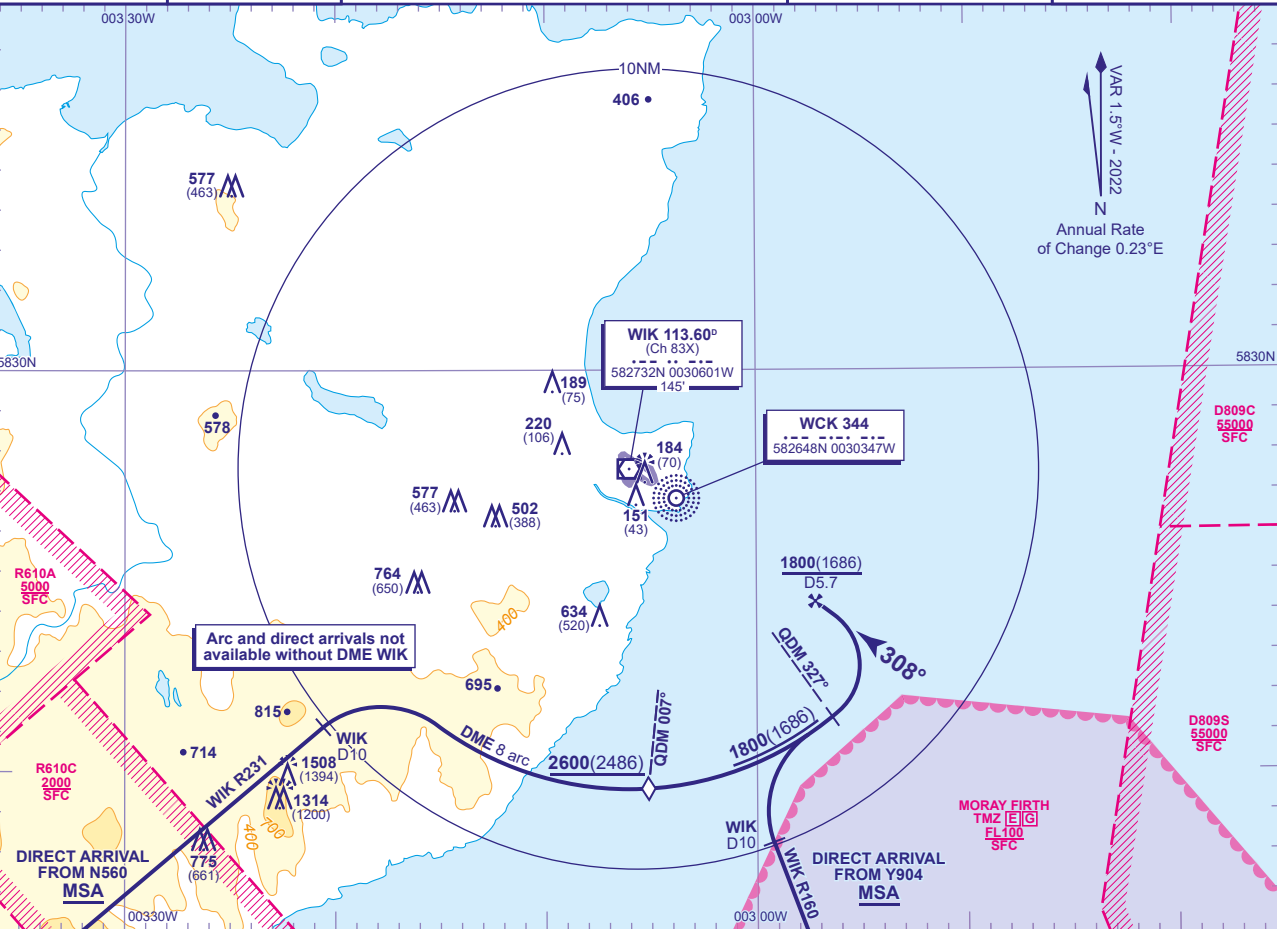 003 30W
003 00W
10NM
406
VAR 1.5°W - 2022
N
Annual Rate
of Change 0.23°E
577
(463)
WIK 113.60ᴰ
(Ch 83X)
582732N 0030601W
145'
5830N
5830N
189
(75)
578
220
(106)
WCK 344
582648N 0030347W
D809C
55000
SFC
184
(70)
577
(463)
502
(388)
151
(43)
R610A
5000
SFC
764
(650)
634
(520)
400
1800(1686)
D5.7
Arc and direct arrivals not
available without DME WIK
QDM 327°
308°
695
815
QDM 007°
WIK
D10
DME 8 arc
1800(1686)
714
2600(2486)
D809S
55000
SFC
R610C
2000
SFC
WIK R231
1508
(1394)
1314
(1200)
700
400
MORAY FIRTH
TMZ E G
FL100
SFC
WIK
D10
775
(661)
DIRECT ARRIVAL
FROM N560
MSA
WIK R160
DIRECT ARRIVAL
FROM Y904
MSA
00330W
003 00W